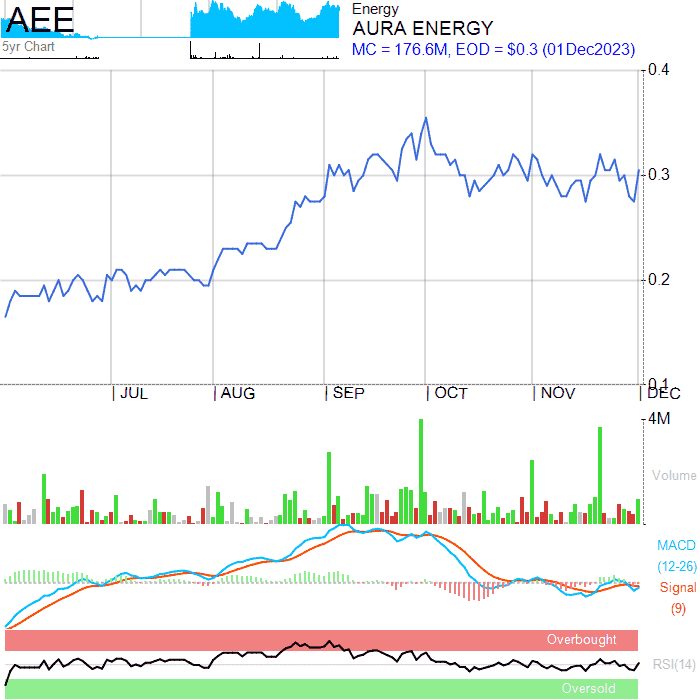 AEE
5yr Chart
Energy
AURA ENERGY
MC = 176.6M, EOD = $0.3 (01Dec2023)
0.4
0.3
0.2
0.1
JUL AUG SEP OCT NOV DEC
4M
Volume
MACD
(12-26)
Signal
(9)
Overbought
RSI(14)
Oversold